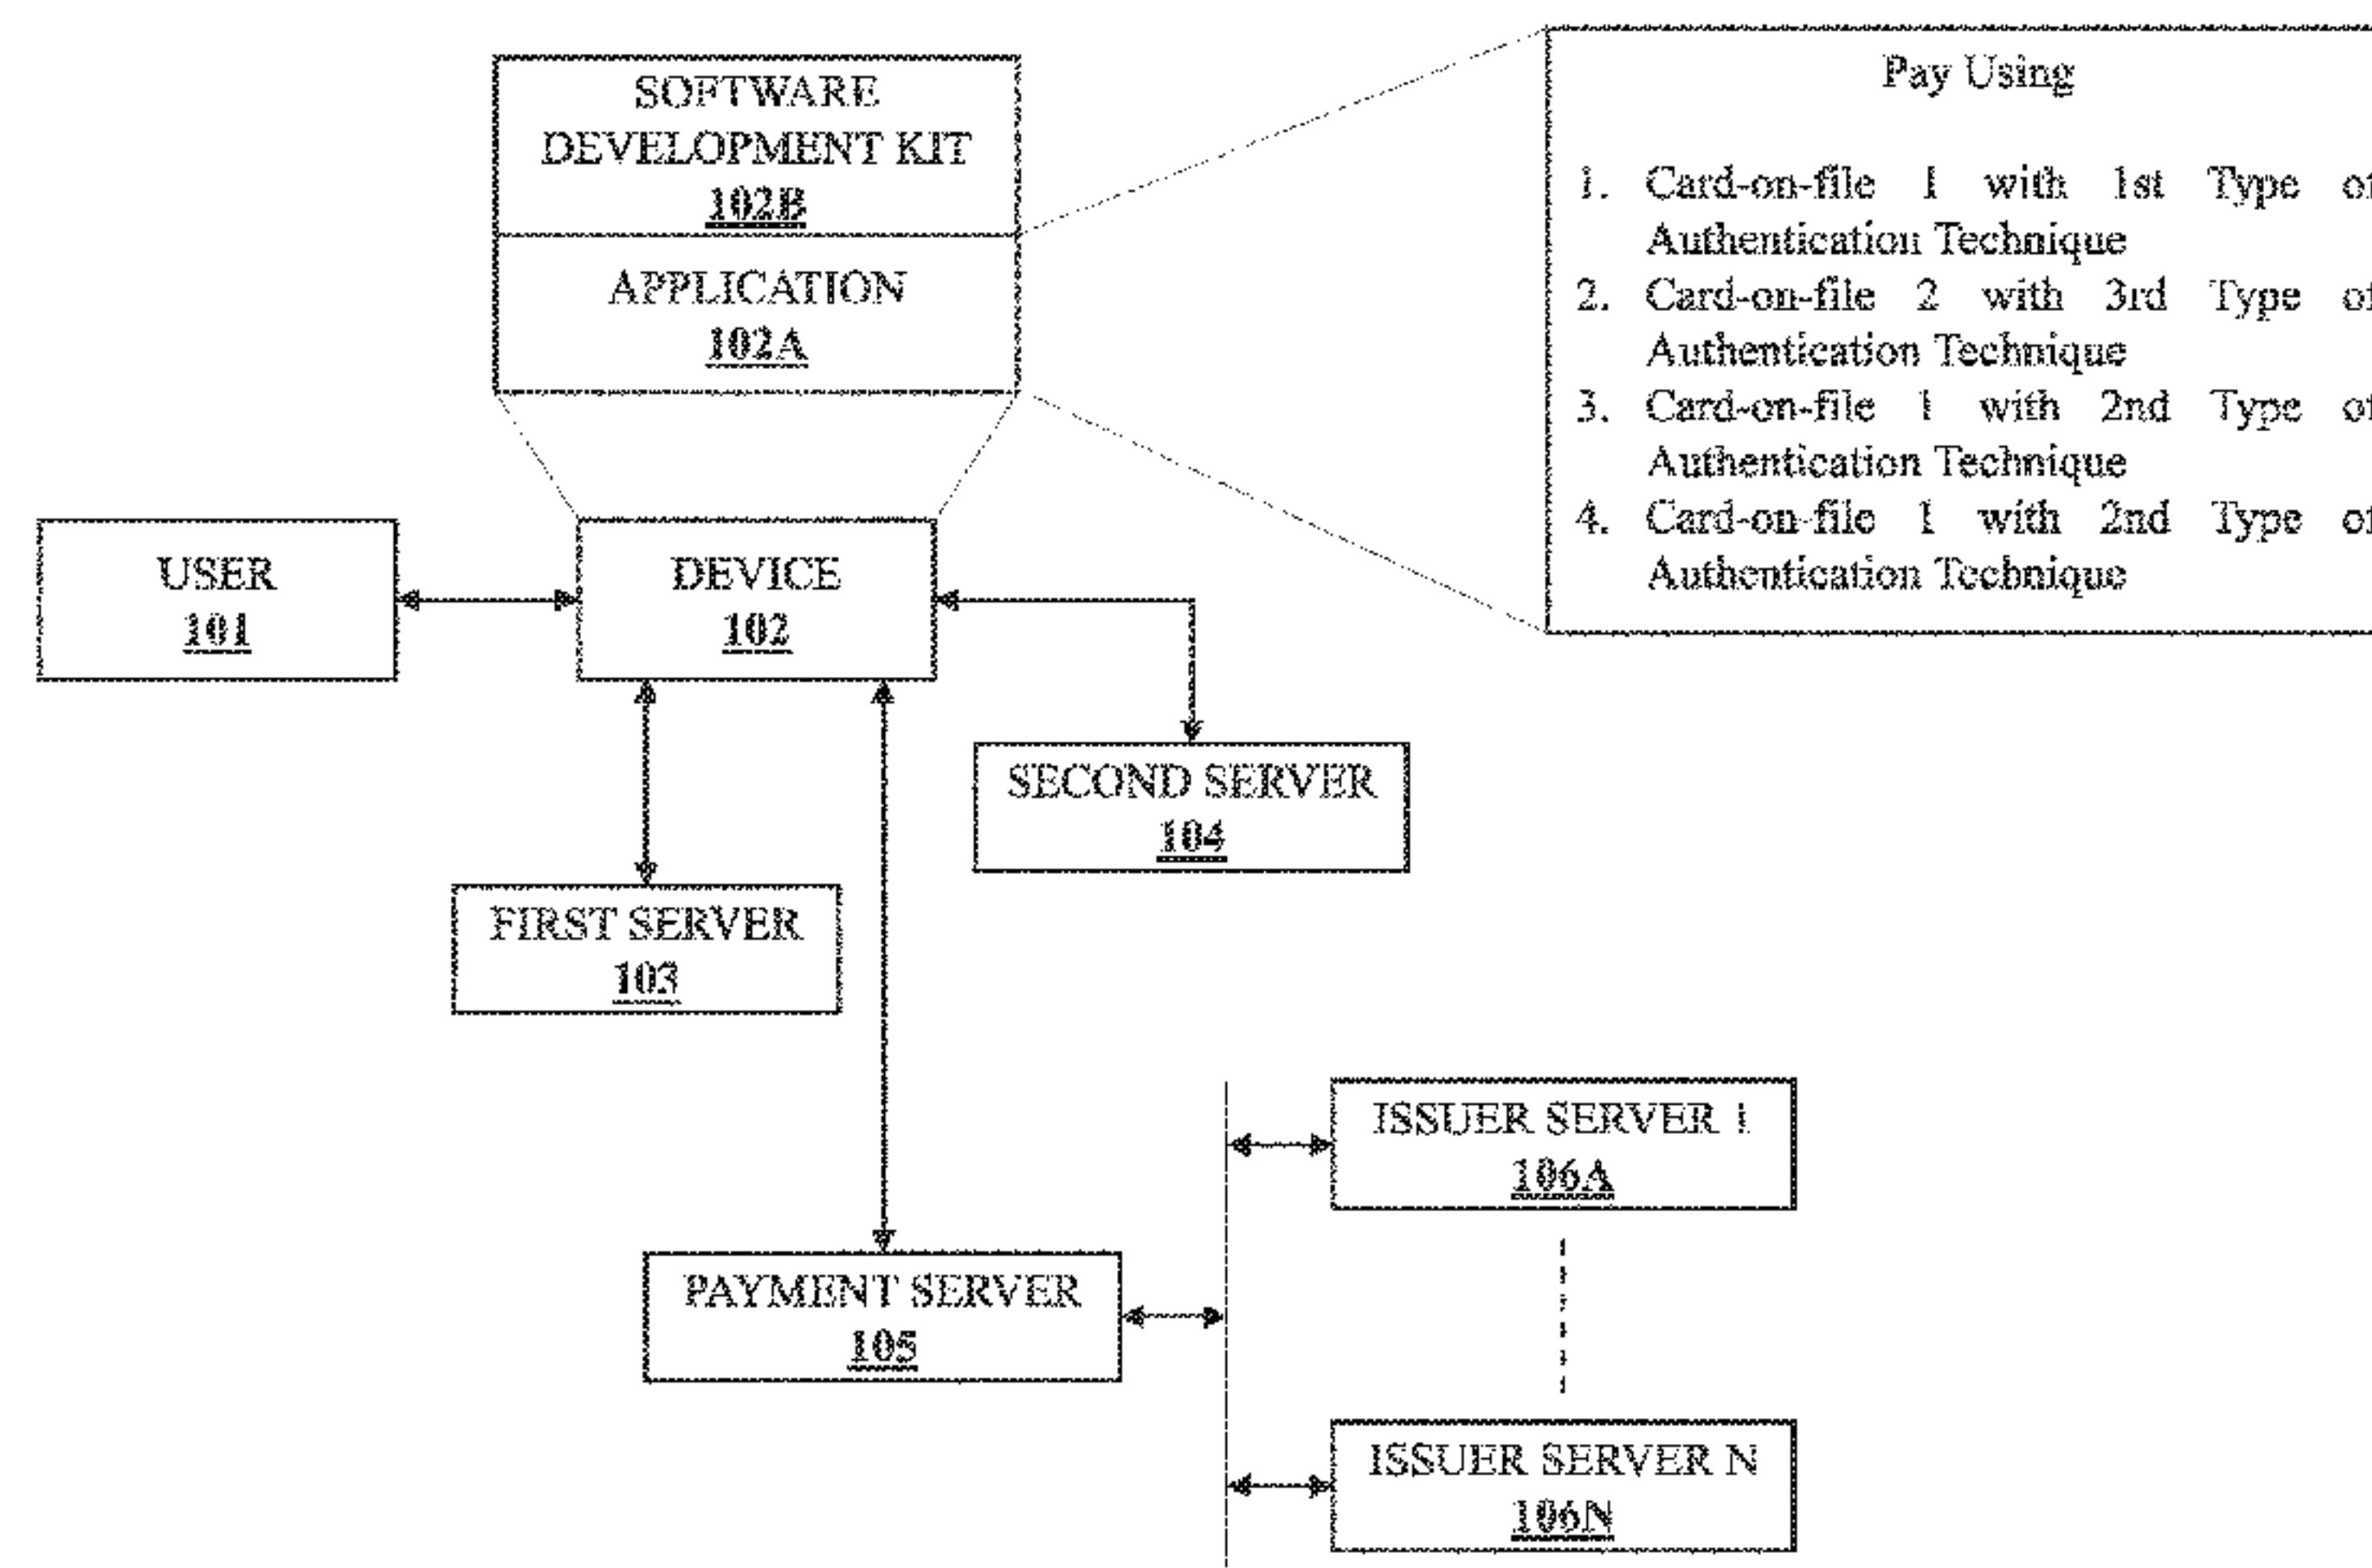 SOFTWARE
DEVELOPMENT KIT
102B
APPLICATION
102A
Pay Using
1. Card-on-file 1 with 1st Type of
Authentication Technique
2. Card-on-file 2 with 3rd Type of
Authentication Technique
3. Card-on-file 1 with 2nd Type of
Authentication Technique
4. Card-on-file 1 with 2nd Type of
Authentication Technique
USER
101
DEVICE
102
SECOND SERVER
104
FIRST SERVER
103
ISSUER SERVER 1
106A
PAYMENT SERVER
105
ISSUER SERVER N
106N